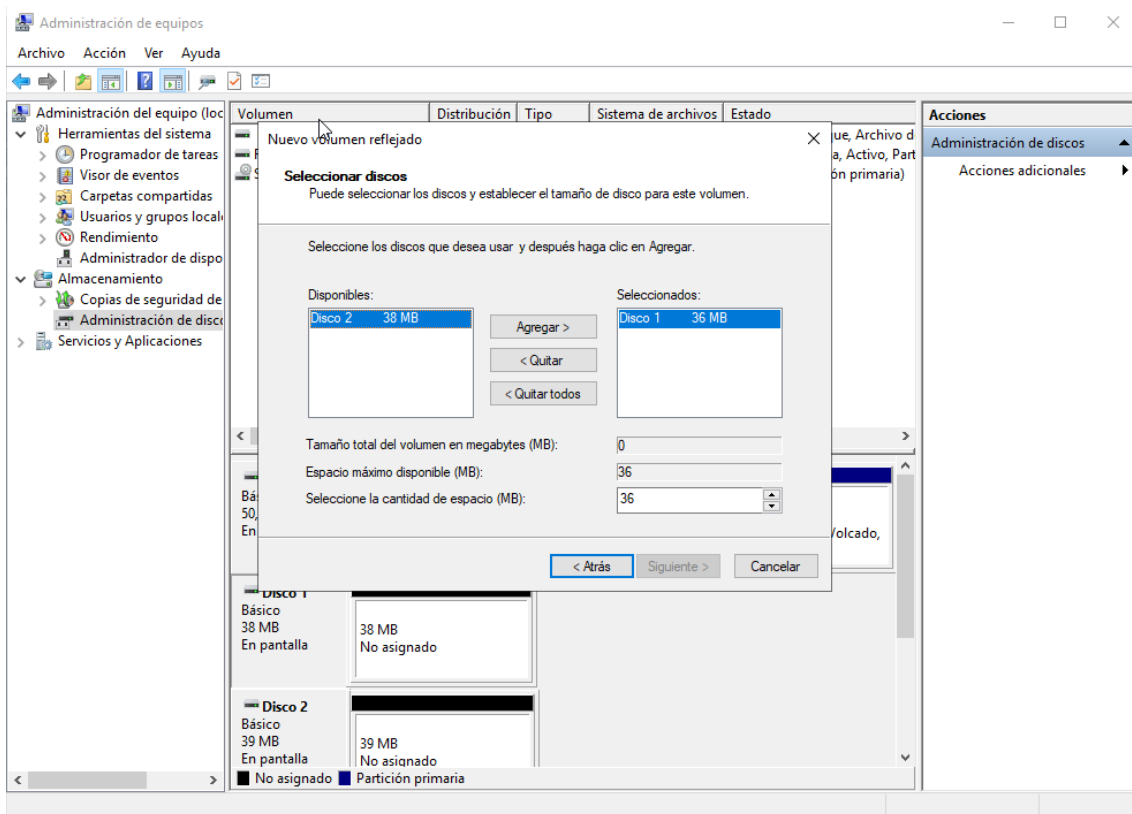 Administración de equipos
Archivo Acción Ver Ayuda
Administración del equipo (loc
Herramientas del sistema
Programador de tareas
Visor de eventos
Carpetas compartidas
Usuarios y grupos local
Rendimiento
Administrador de dispo
Almacenamiento
Copias de seguridad de
Administración de disc
Servicios y Aplicaciones
Volumen Distribución Tipo Sistema de archivos Estado
que, Archivo d
a, Activo, Part
ón primaria)
Nuevo volumen reflejado
Seleccionar discos
Puede seleccionar los discos y establecer el tamaño de disco para este volumen.
Seleccione los discos que desea usar y después haga clic en Agregar.
Disponibles: Seleccionados:
Disco 2 38 MB
Agregar >
< Quitar
< Quitar todos
Disco 1 36 MB
Tamaño total del volumen en megabytes (MB): 0
Espacio máximo disponible (MB): 36
Seleccione la cantidad de espacio (MB): 36
< Atrás Siguiente > Cancelar
Bá
50,
En
Volcado,
Disco 1
Básico
38 MB
En pantalla
38 MB
No asignado
Disco 2
Básico
39 MB
En pantalla
39 MB
No asignado
No asignado Partición primaria
Acciones
Administración de discos
Acciones adicionales